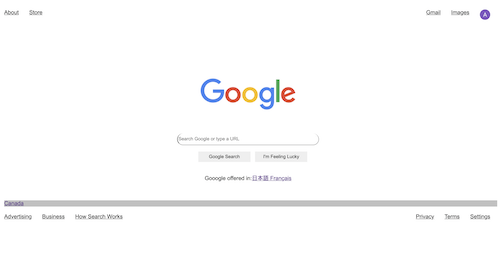 About Store Gmail Images A
Google
Search Google or type a URL
Google Search I'm Feeling Lucky
Gooogle offered in:日本語 Français
Canada
Advertising Business How Search Works Privacy Terms Settings